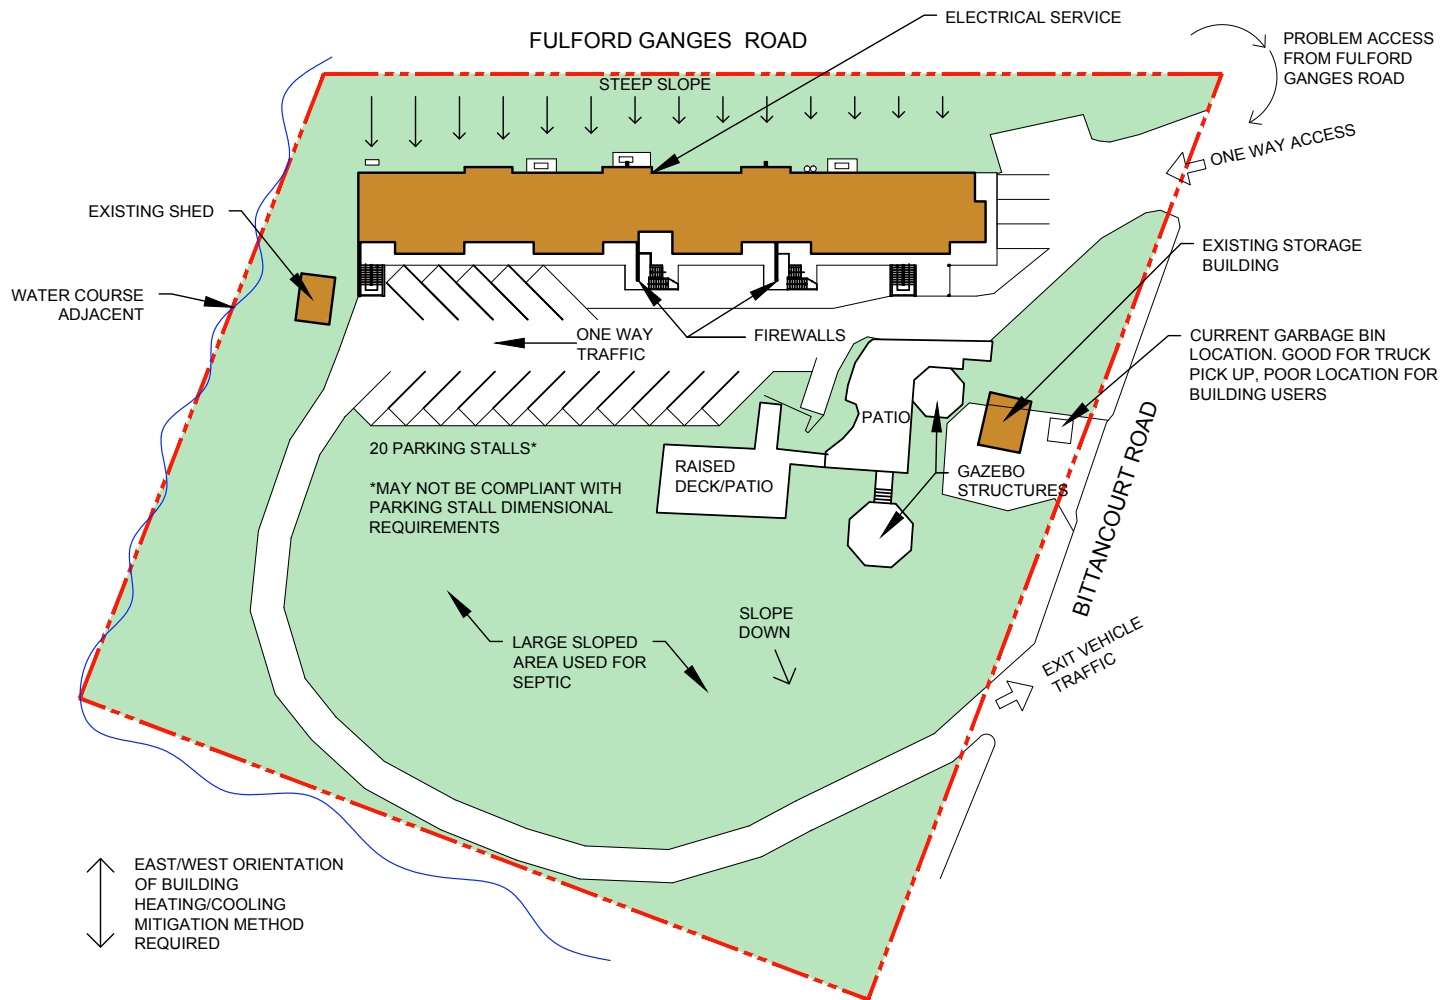 ELECTRICAL SERVICE
FULFORD GANGES ROAD
PROBLEM ACCESS
FROM FULFORD
GANGES ROAD
STEEP SLOPE
ONE WAY ACCESS
EXISTING SHED
EXISTING STORAGE
BUILDING
WATER COURSE
ADJACENT
ONE WAY
TRAFFIC
FIREWALLS
CURRENT GARBAGE BIN
LOCATION. GOOD FOR TRUCK
PICK UP, POOR LOCATION FOR
BUILDING USERS
PATIO
20 PARKING STALLS*
*MAY NOT BE COMPLIANT WITH
PARKING STALL DIMENSIONAL
REQUIREMENTS
RAISED
DECK/PATIO
GAZEBO
STRUCTURES
BITTANCOURT ROAD
SLOPE
DOWN
LARGE SLOPED
AREA USED FOR
SEPTIC
EXIT VEHICLE
TRAFFIC
EAST/WEST ORIENTATION
OF BUILDING
HEATING/COOLING
MITIGATION METHOD
REQUIRED